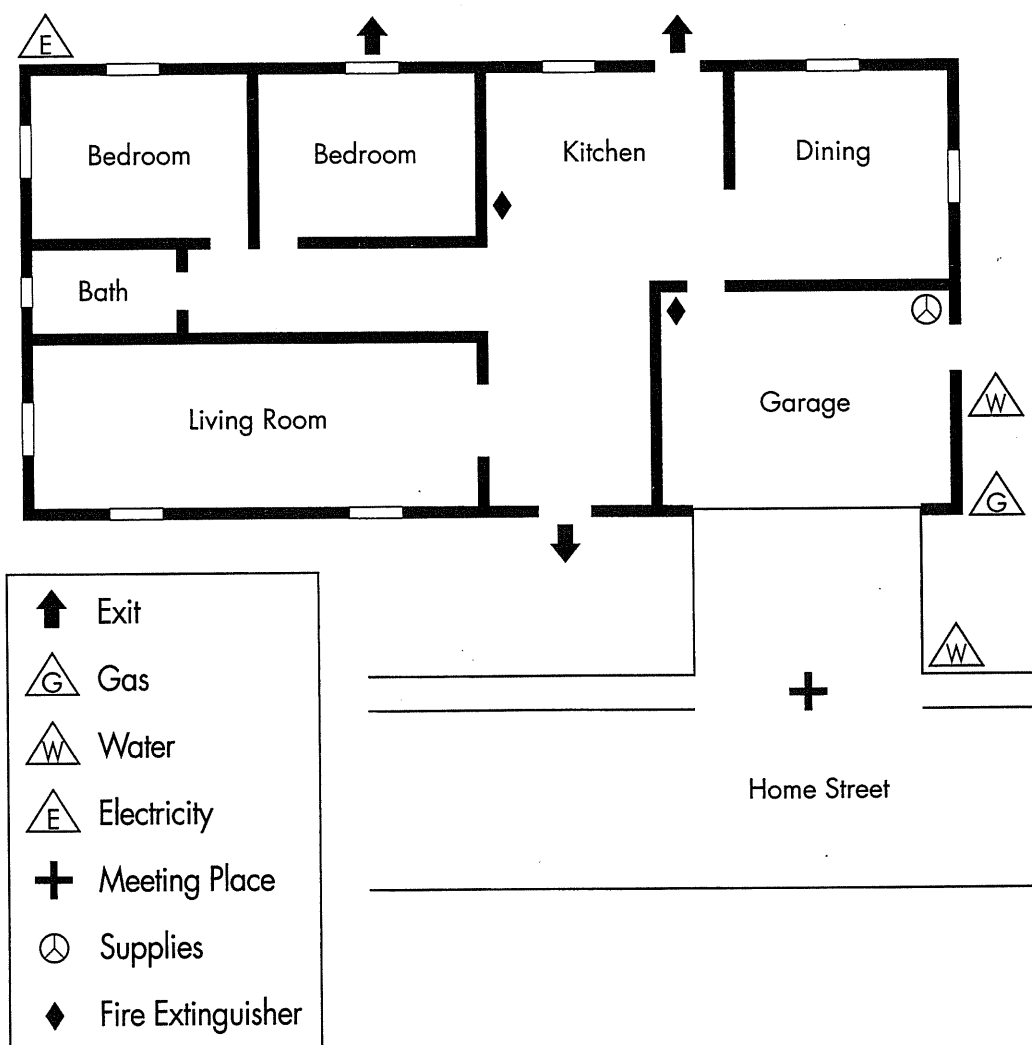 E
Bedroom
Bedroom
Kitchen
Dining
Bath
Living Room
Garage
W
G
W
Home Street
Exit
G Gas
W Water
E Electricity
Meeting Place
Supplies
Fire Extinguisher